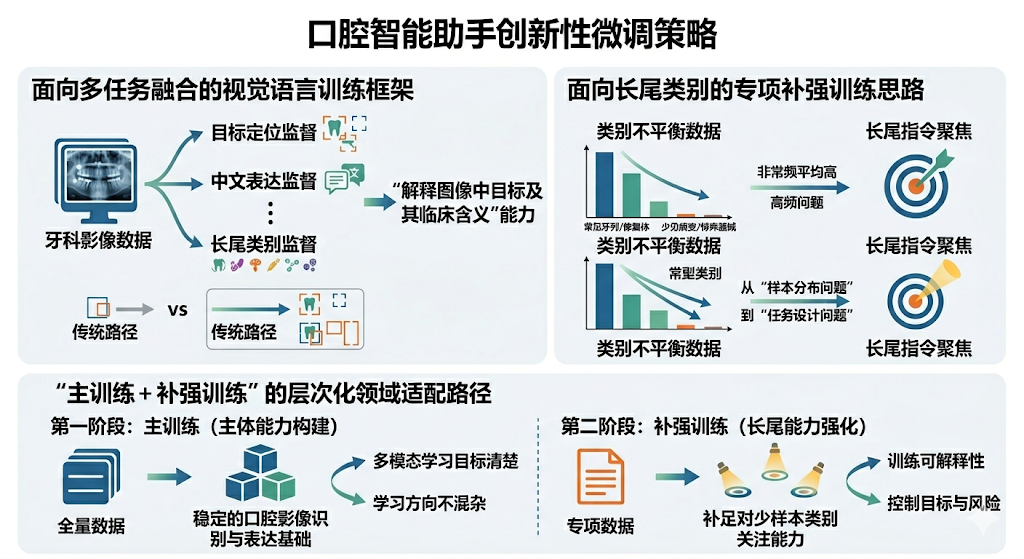 口腔智能助手创新性微调策略
面向多任务融合的视觉语言训练框架
目标定位监督
中文表达监督
长尾类别监督
牙科影像数据
“解释图像中目标及
其临床含义”能力
传统路径
VS
传统路径
面向长尾类别的专项补强训练思路
类别不平衡数据
长尾指令聚焦
非常频平均高
高频问题
类别不平衡数据
长尾指令聚焦
类别
从“样本分布问题”
到“任务设计问题”
类别不平衡数据
长尾指令聚焦
“主训练+补强训练”的层次化领域适配路径
第一阶段：主训练（主体能力构建）
全量数据
稳定的口腔影像识
别与表达基础
多模态学习目标清楚
学习方向不混杂
第二阶段：补强训练（长尾能力强化）
专项数据
补足对少样本类别
关注能力
训练可解释性
控制目标与风险